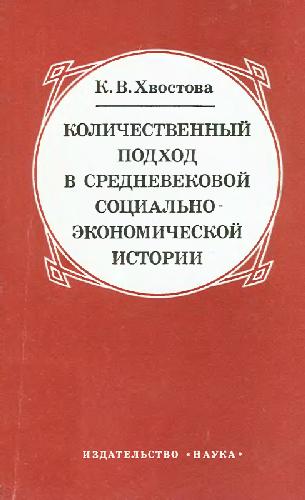 К. В. Хвостова
КОЛИЧЕСТВЕННЫЙ
ПОДХОД
В СРЕДНЕВЕКОВОЙ
СОЦИАЛЬНО-
ЭКОНОМИЧЕСКОЙ
ИСТОРИИ
ИЗДАТЕЛЬСТВО «НАУКА»